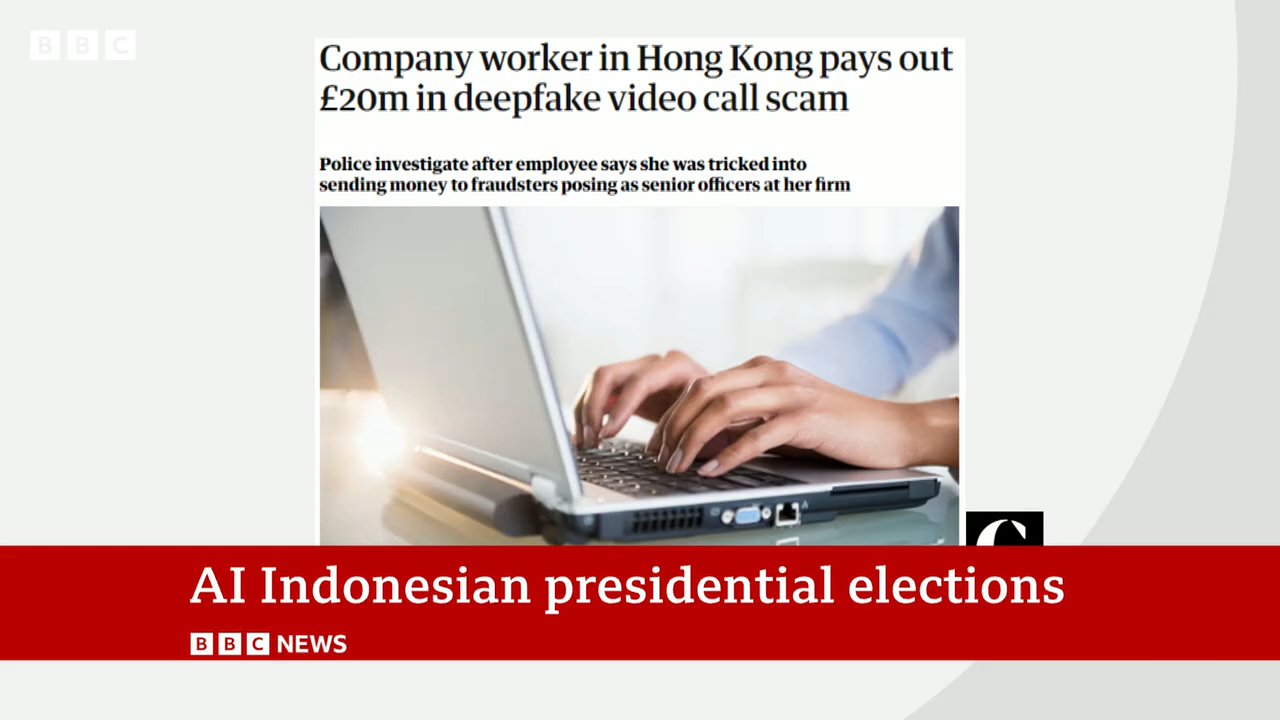 BBC
Company worker in Hong Kong pays out
£20m in deepfake video call scam
Police investigate after employee says she was tricked into
sending money to fraudsters posing as senior officers at her firm
AI Indonesian presidential elections
BBC NEWS